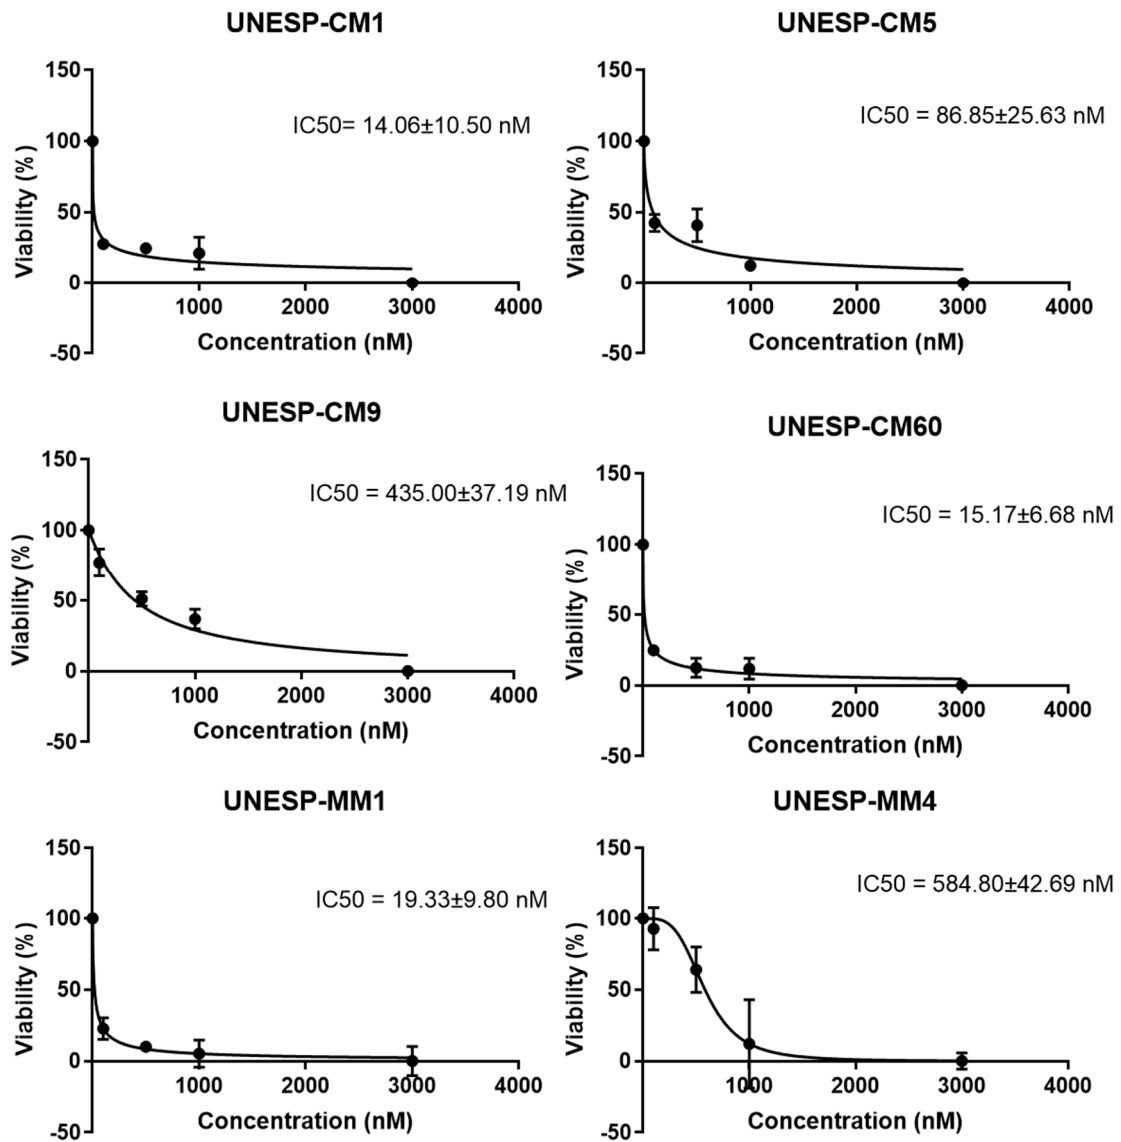 UNESP-CM1
150
100
50
0
-50
Viability (%)
IC50= 14.06±10.50 nM
1000
2000
3000
4000
Concentration (nM)
UNESP-CM5
150
100
50
0
-50
Viability (%)
IC50 = 86.85±25.63 nM
1000
2000
3000
4000
Concentration (nM)
UNESP-CM9
150
100
50
0
-50
Viability (%)
IC50 = 435.00±37.19 nM
1000
2000
3000
4000
Concentration (nM)
UNESP-CM60
150
100
50
0
-50
Viability (%)
IC50 = 15.17±6.68 nM
1000
2000
3000
4000
Concentration (nM)
UNESP-MM1
150
100
50
0
-50
Viability (%)
IC50 = 19.33±9.80 nM
1000
2000
3000
4000
Concentration (nM)
UNESP-MM4
150
100
50
0
-50
Viability (%)
IC50 = 584.80±42.69 nM
1000
2000
3000
4000
Concentration (nM)